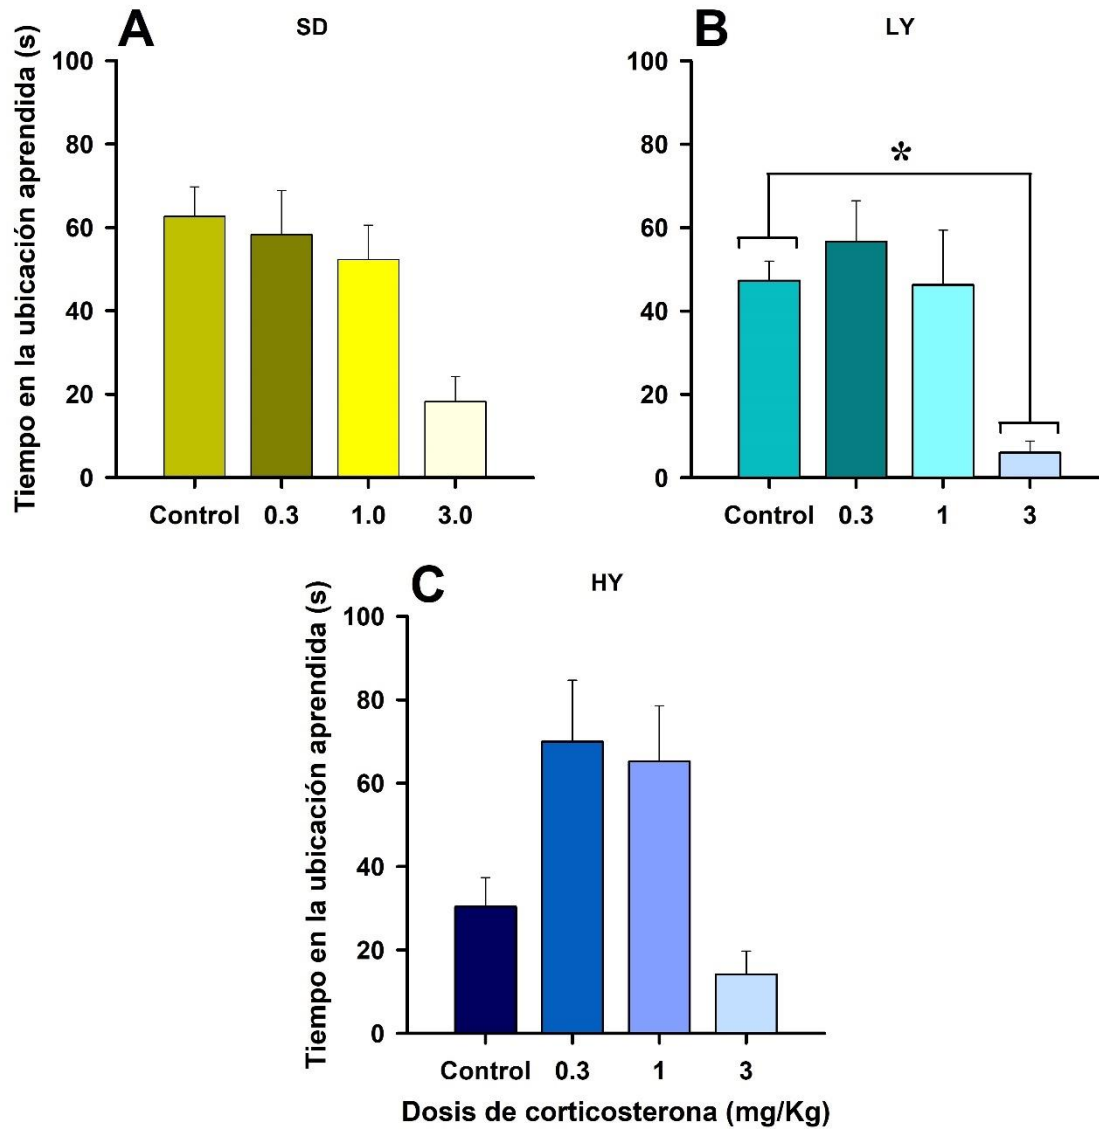 A
SD
Tiempo en la ubicación aprendida (s)
100
80
60
40
20
0
Control 0.3 1.0 3.0
B
LY
100
80
60
40
20
0
*
Control 0.3 1 3
C
HY
Tiempo en la ubicación aprendida (s)
100
80
60
40
20
0
Control 0.3 1 3
Dosis de corticosterona (mg/Kg)